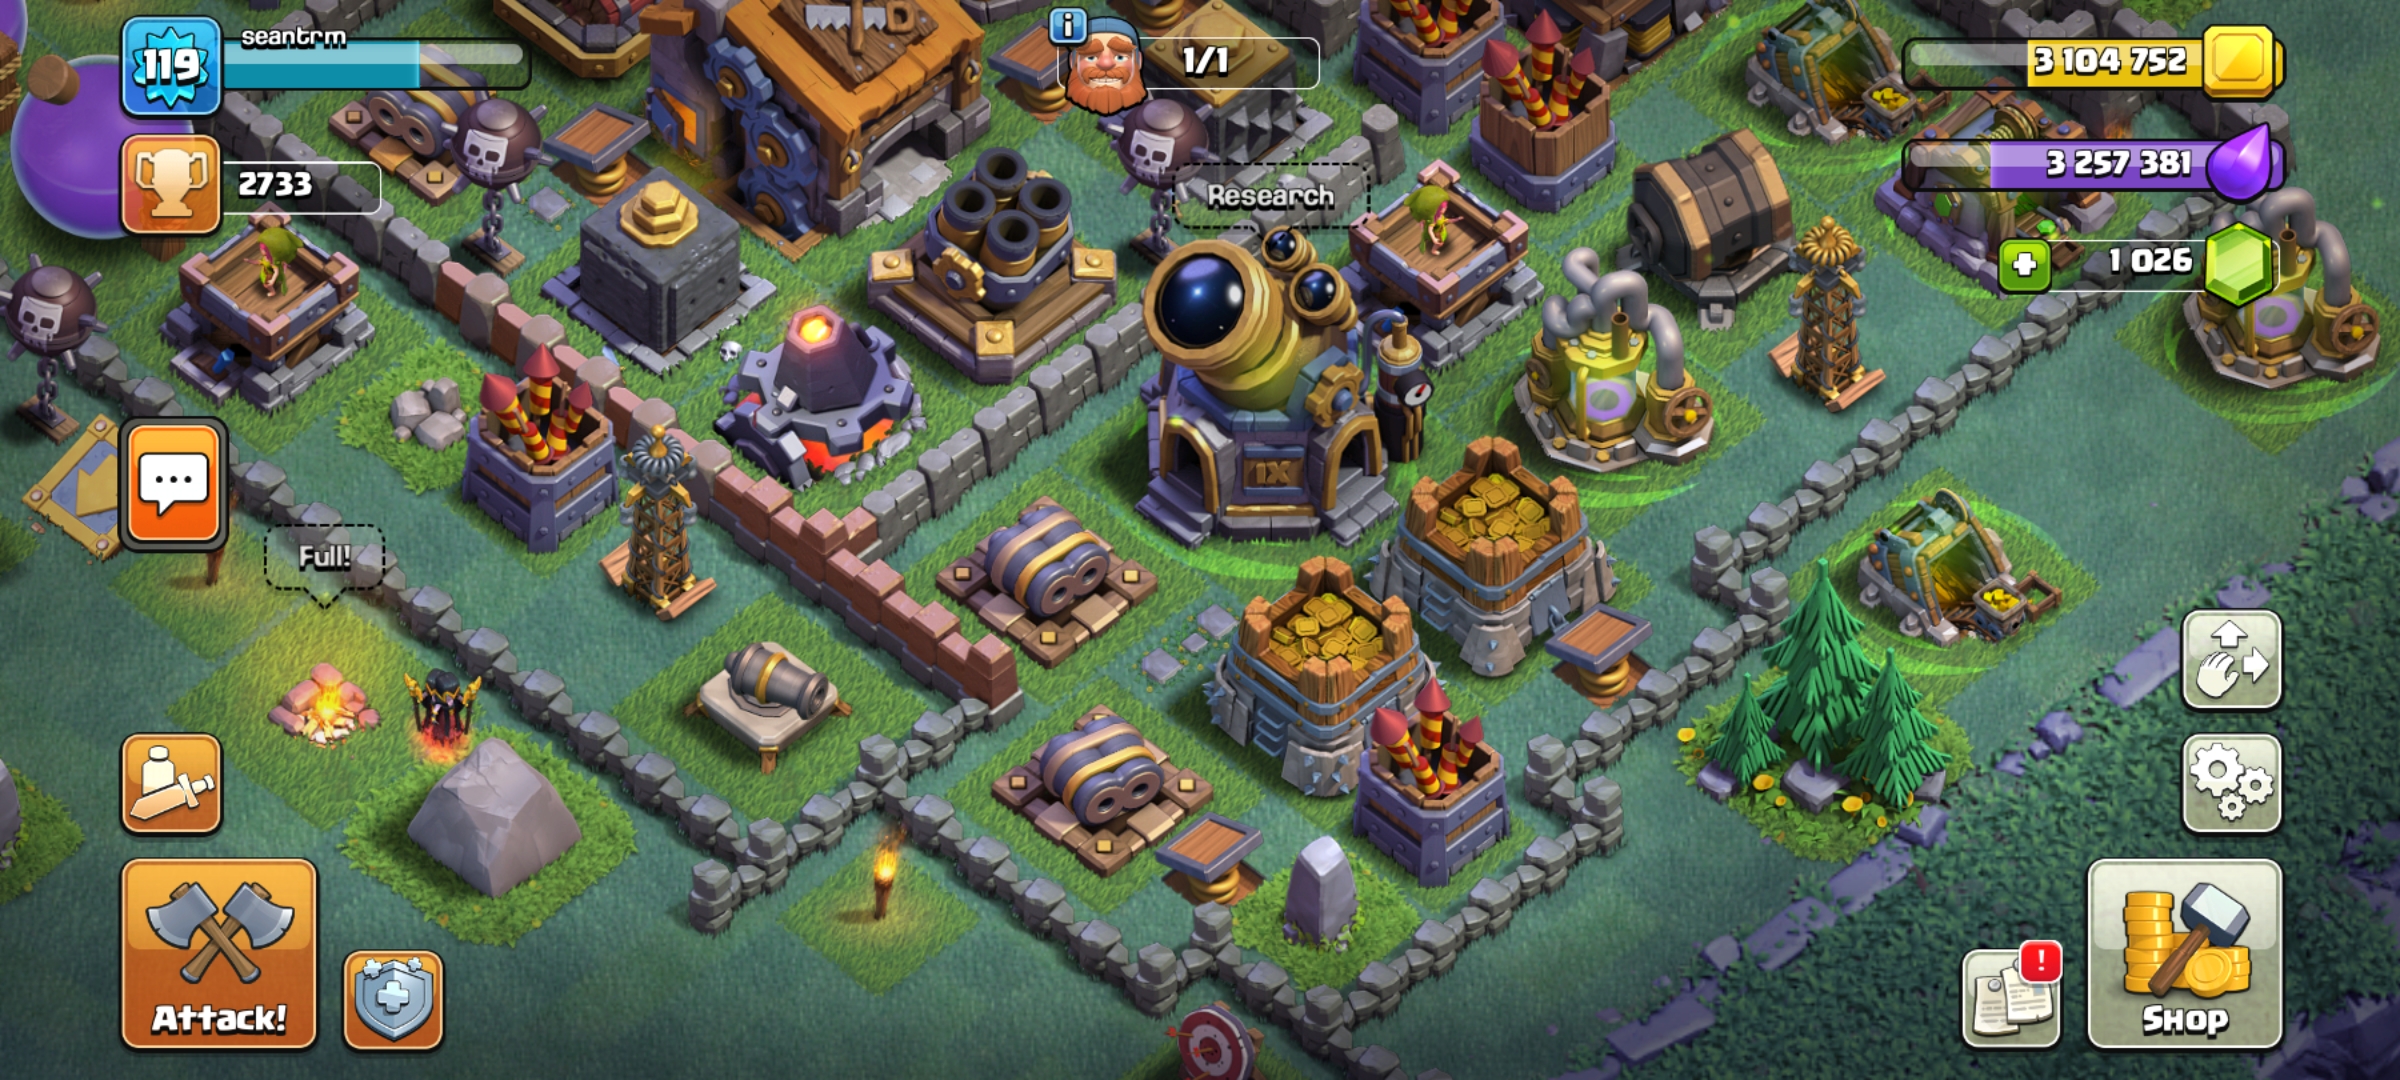 119
seantrm
1/1
3 104 752
2733
Research
3 257 381
1 026
IX
Full!
Attack!
!
Shop